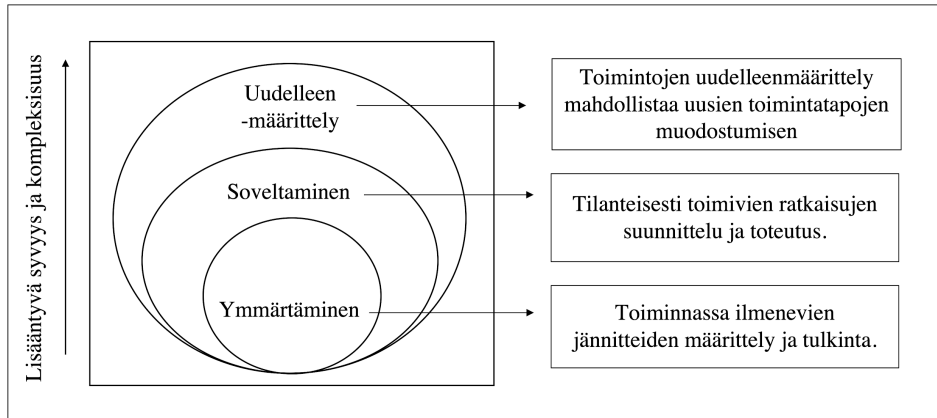 Lisääntyvä syvyys ja kompleksisuus
Uudelleen
-määrittely
Toimintojen uudelleenmäärittely
mahdollistaa uusien toimintatapojen
muodostumisen
Soveltaminen
Tilanteisesti toimivien ratkaisujen
suunnittelu ja toteutus.
Ymmärtäminen
Toiminnassa ilmenevien
jännitteiden määrittely ja tulkinta.